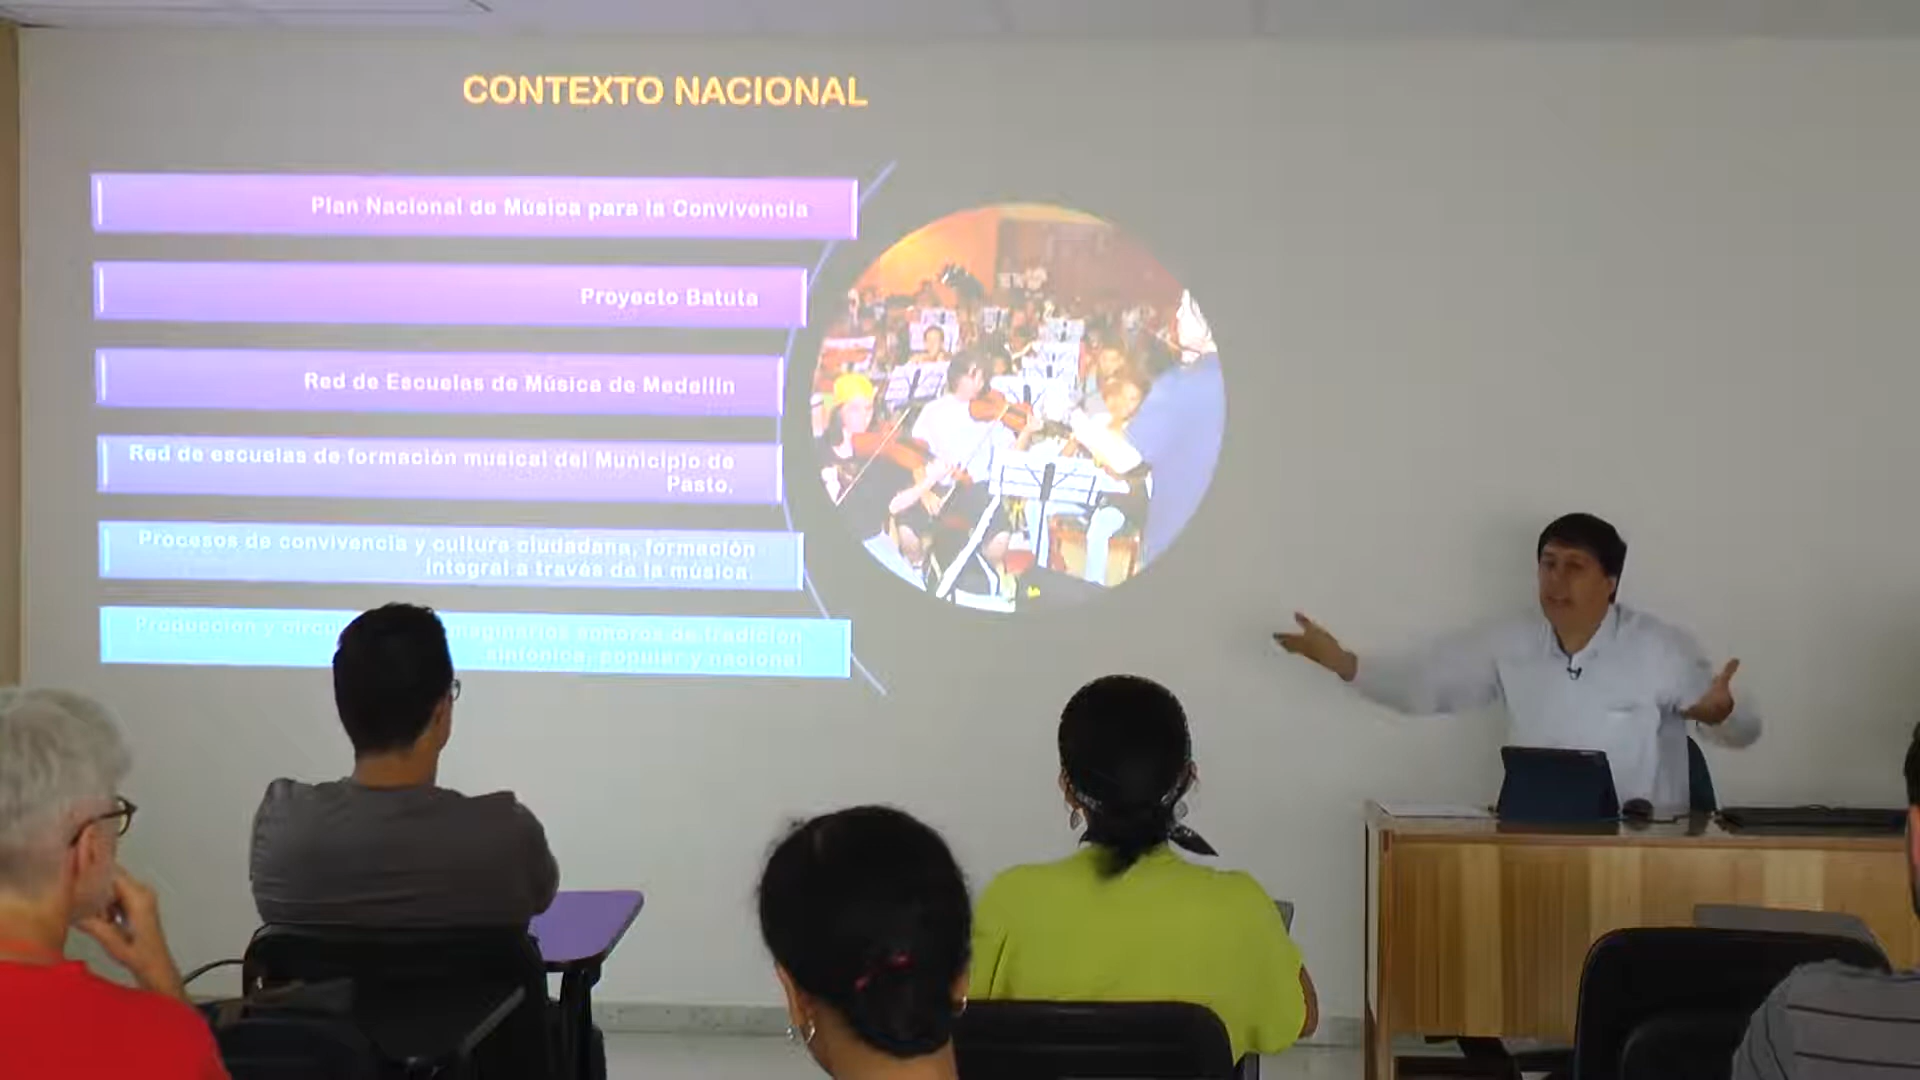 CONTEXTO NACIONAL
Plan Nacional de Música para la Convivencia
Proyecto Batuta
Red de Escuelas de Música de Medellín
Red de escuelas de formación musical del Municipio de
Pasto.
Procesos de convivencia y cultura ciudadana, formación
integral a través de la música.
Producción y imaginarios sonoros de tradición
sinfónica, popular y nacional